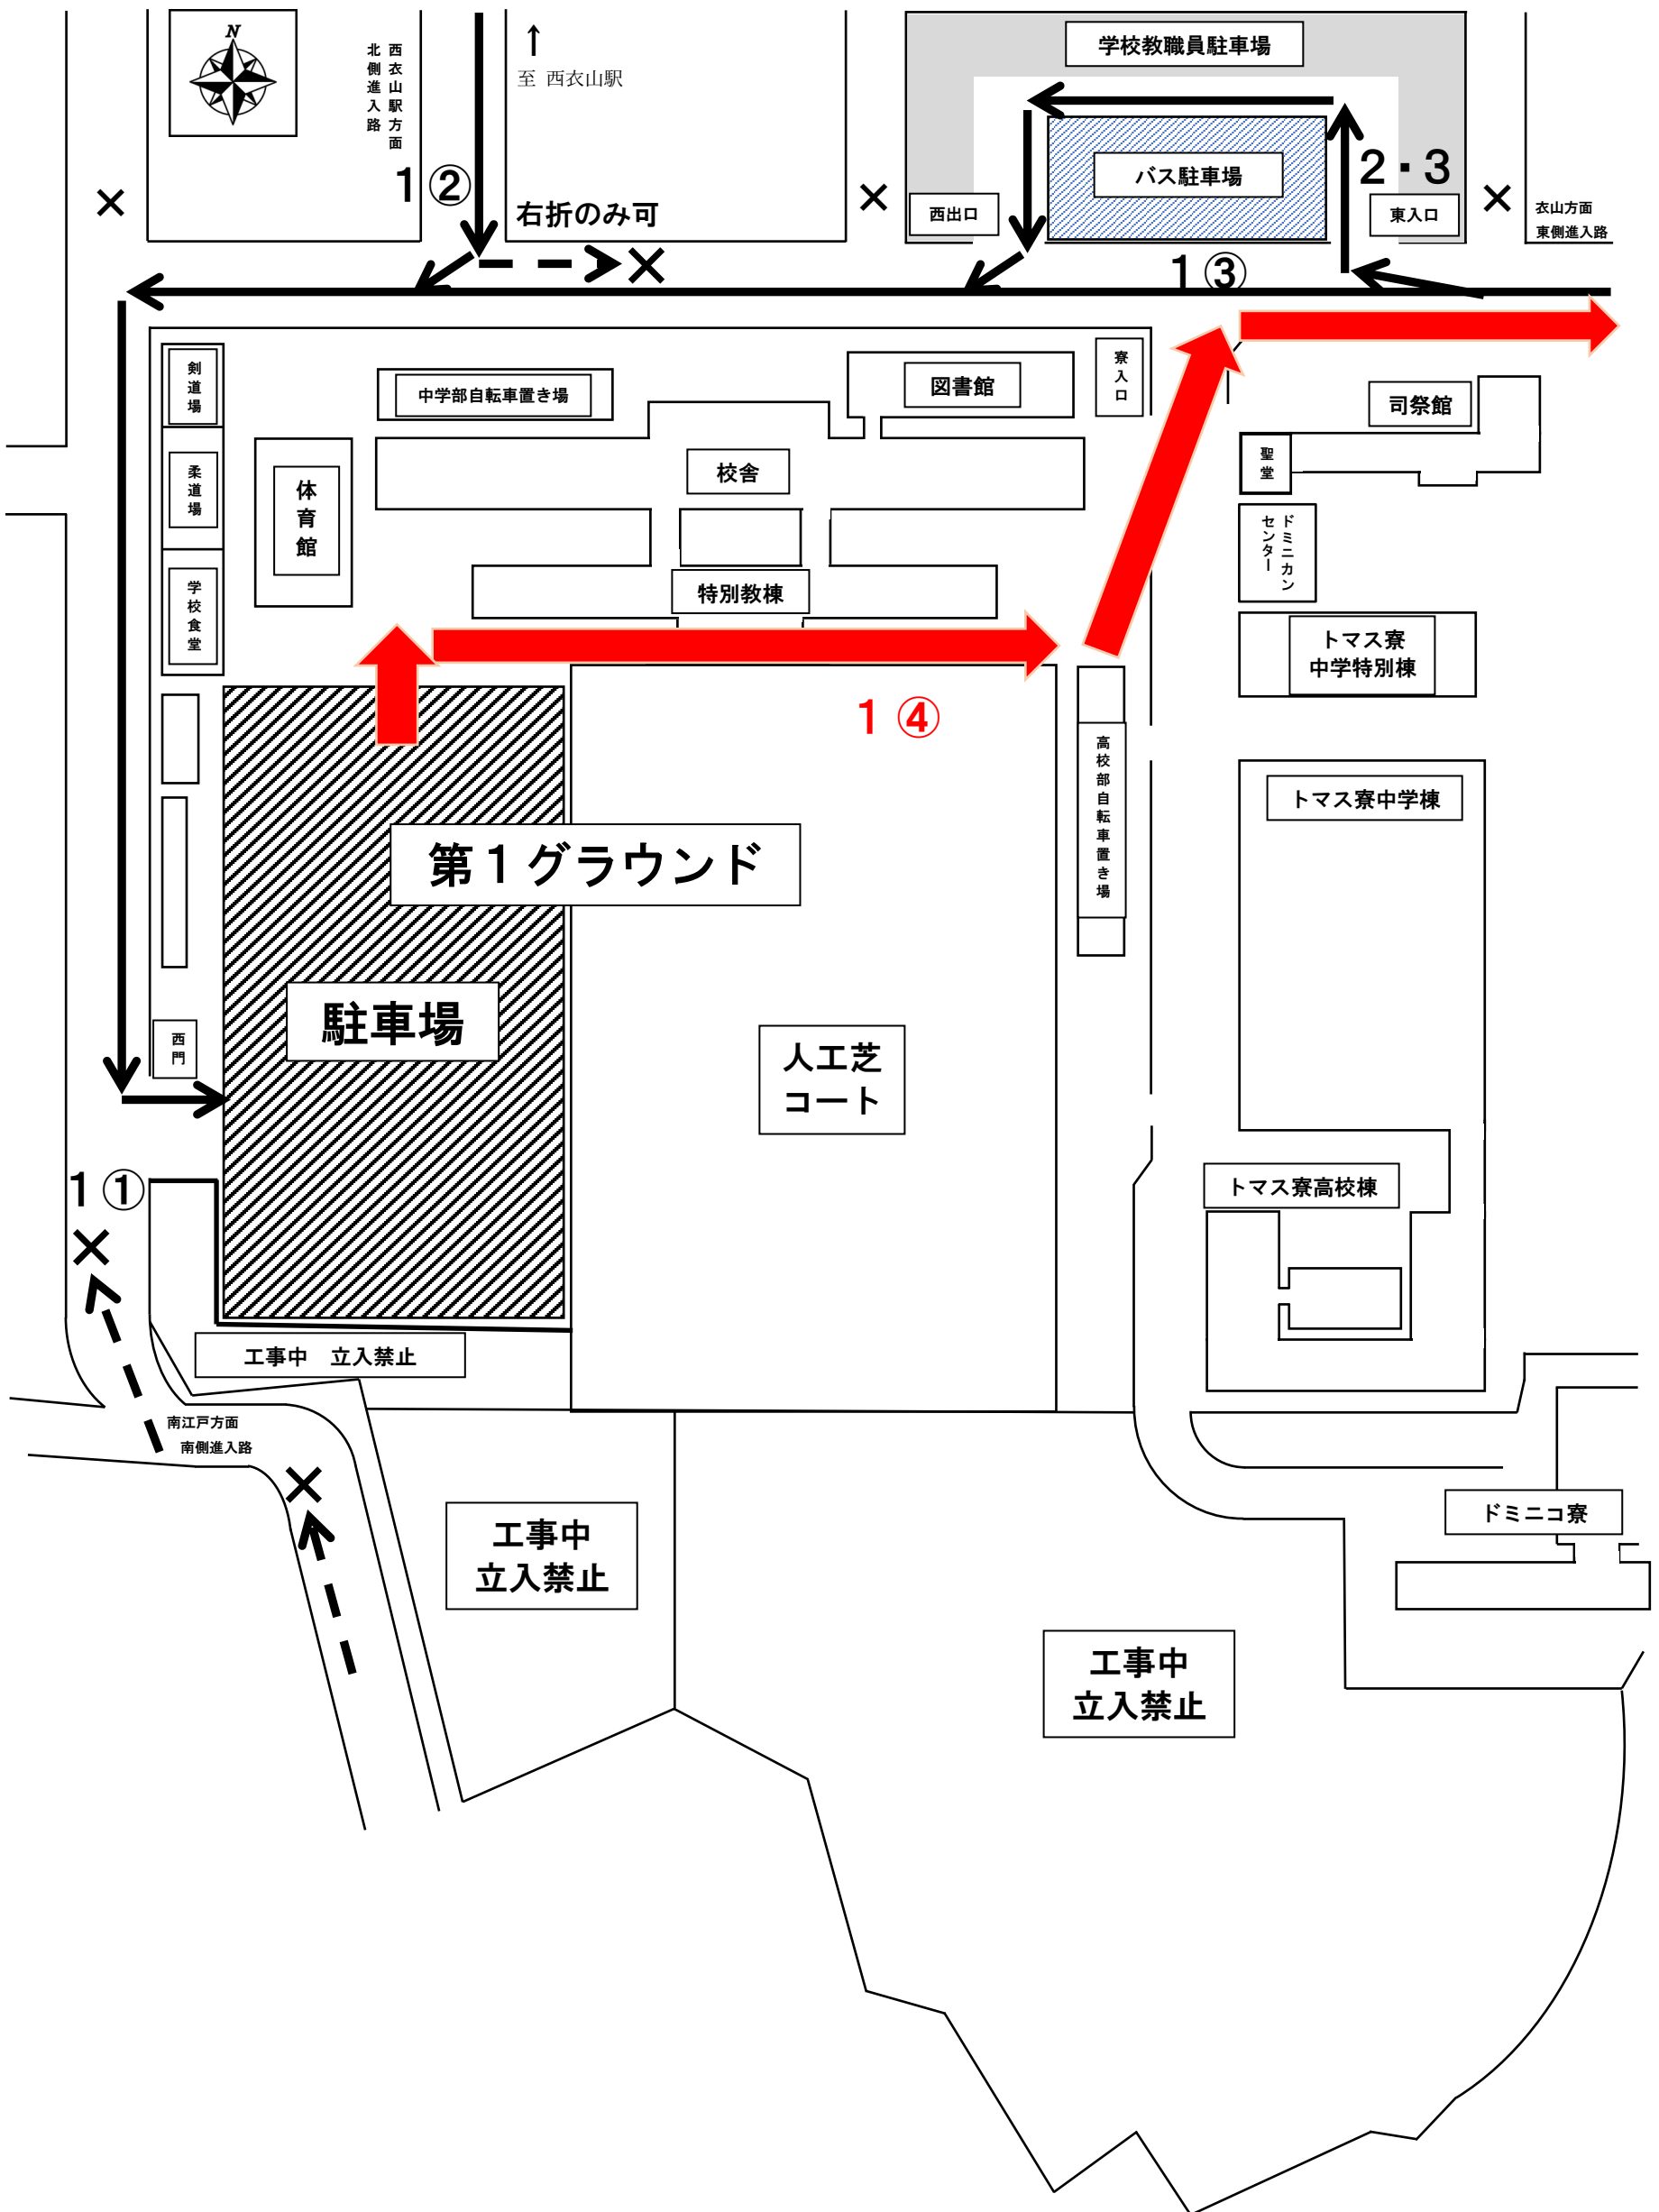 N
西衣山駅方面
北側進入路
↑
至 西衣山駅
学校教職員駐車場
バス駐車場
2・3
西出口
東入口
衣山方面
東側進入路
×
1②
右折のみ可
×
×
×
1③
剣道場
中学部自転車置き場
図書館
寮入口
司祭館
柔道場
体育館
校舎
聖堂
ドミニカン
センター
学校食堂
特別教棟
トマス寮
中学特別棟
1④
高校部自転車置き場
トマス寮中学棟
第1グラウンド
駐車場
西門
人工芝
コート
1①
×
トマス寮高校棟
工事中 立入禁止
南江戸方面
南側進入路
×
工事中
立入禁止
ドミニコ寮
工事中
立入禁止